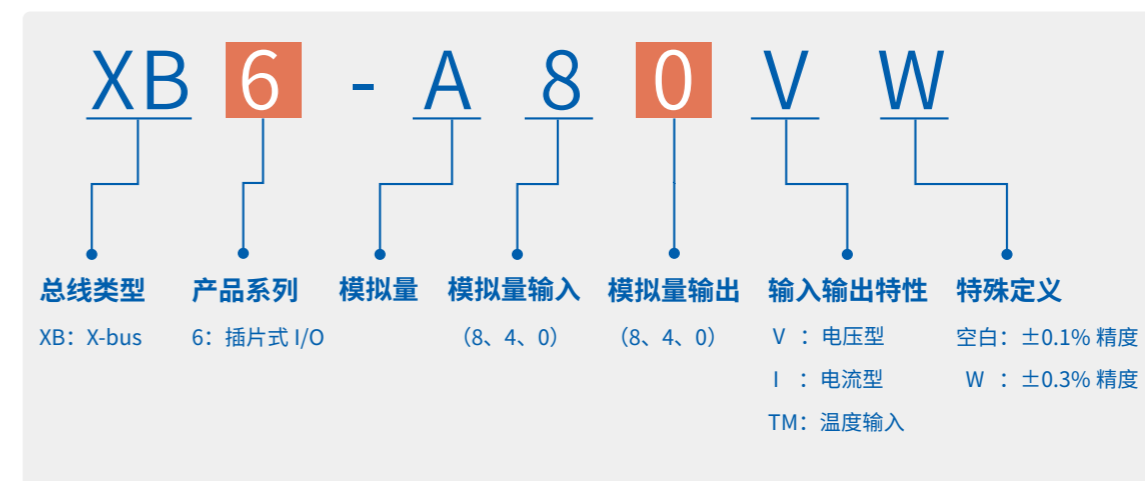 XB 6 - A 8 0 V W
总线类型 产品系列 模拟量 模拟量输入 模拟量输出 输入输出特性 特殊定义
XB：X-bus 6：插片式 I/O （8、4、0） （8、4、0） V ：电压型 空白：±0.1% 精度
I ：电流型 W ：±0.3% 精度
TM：温度输入